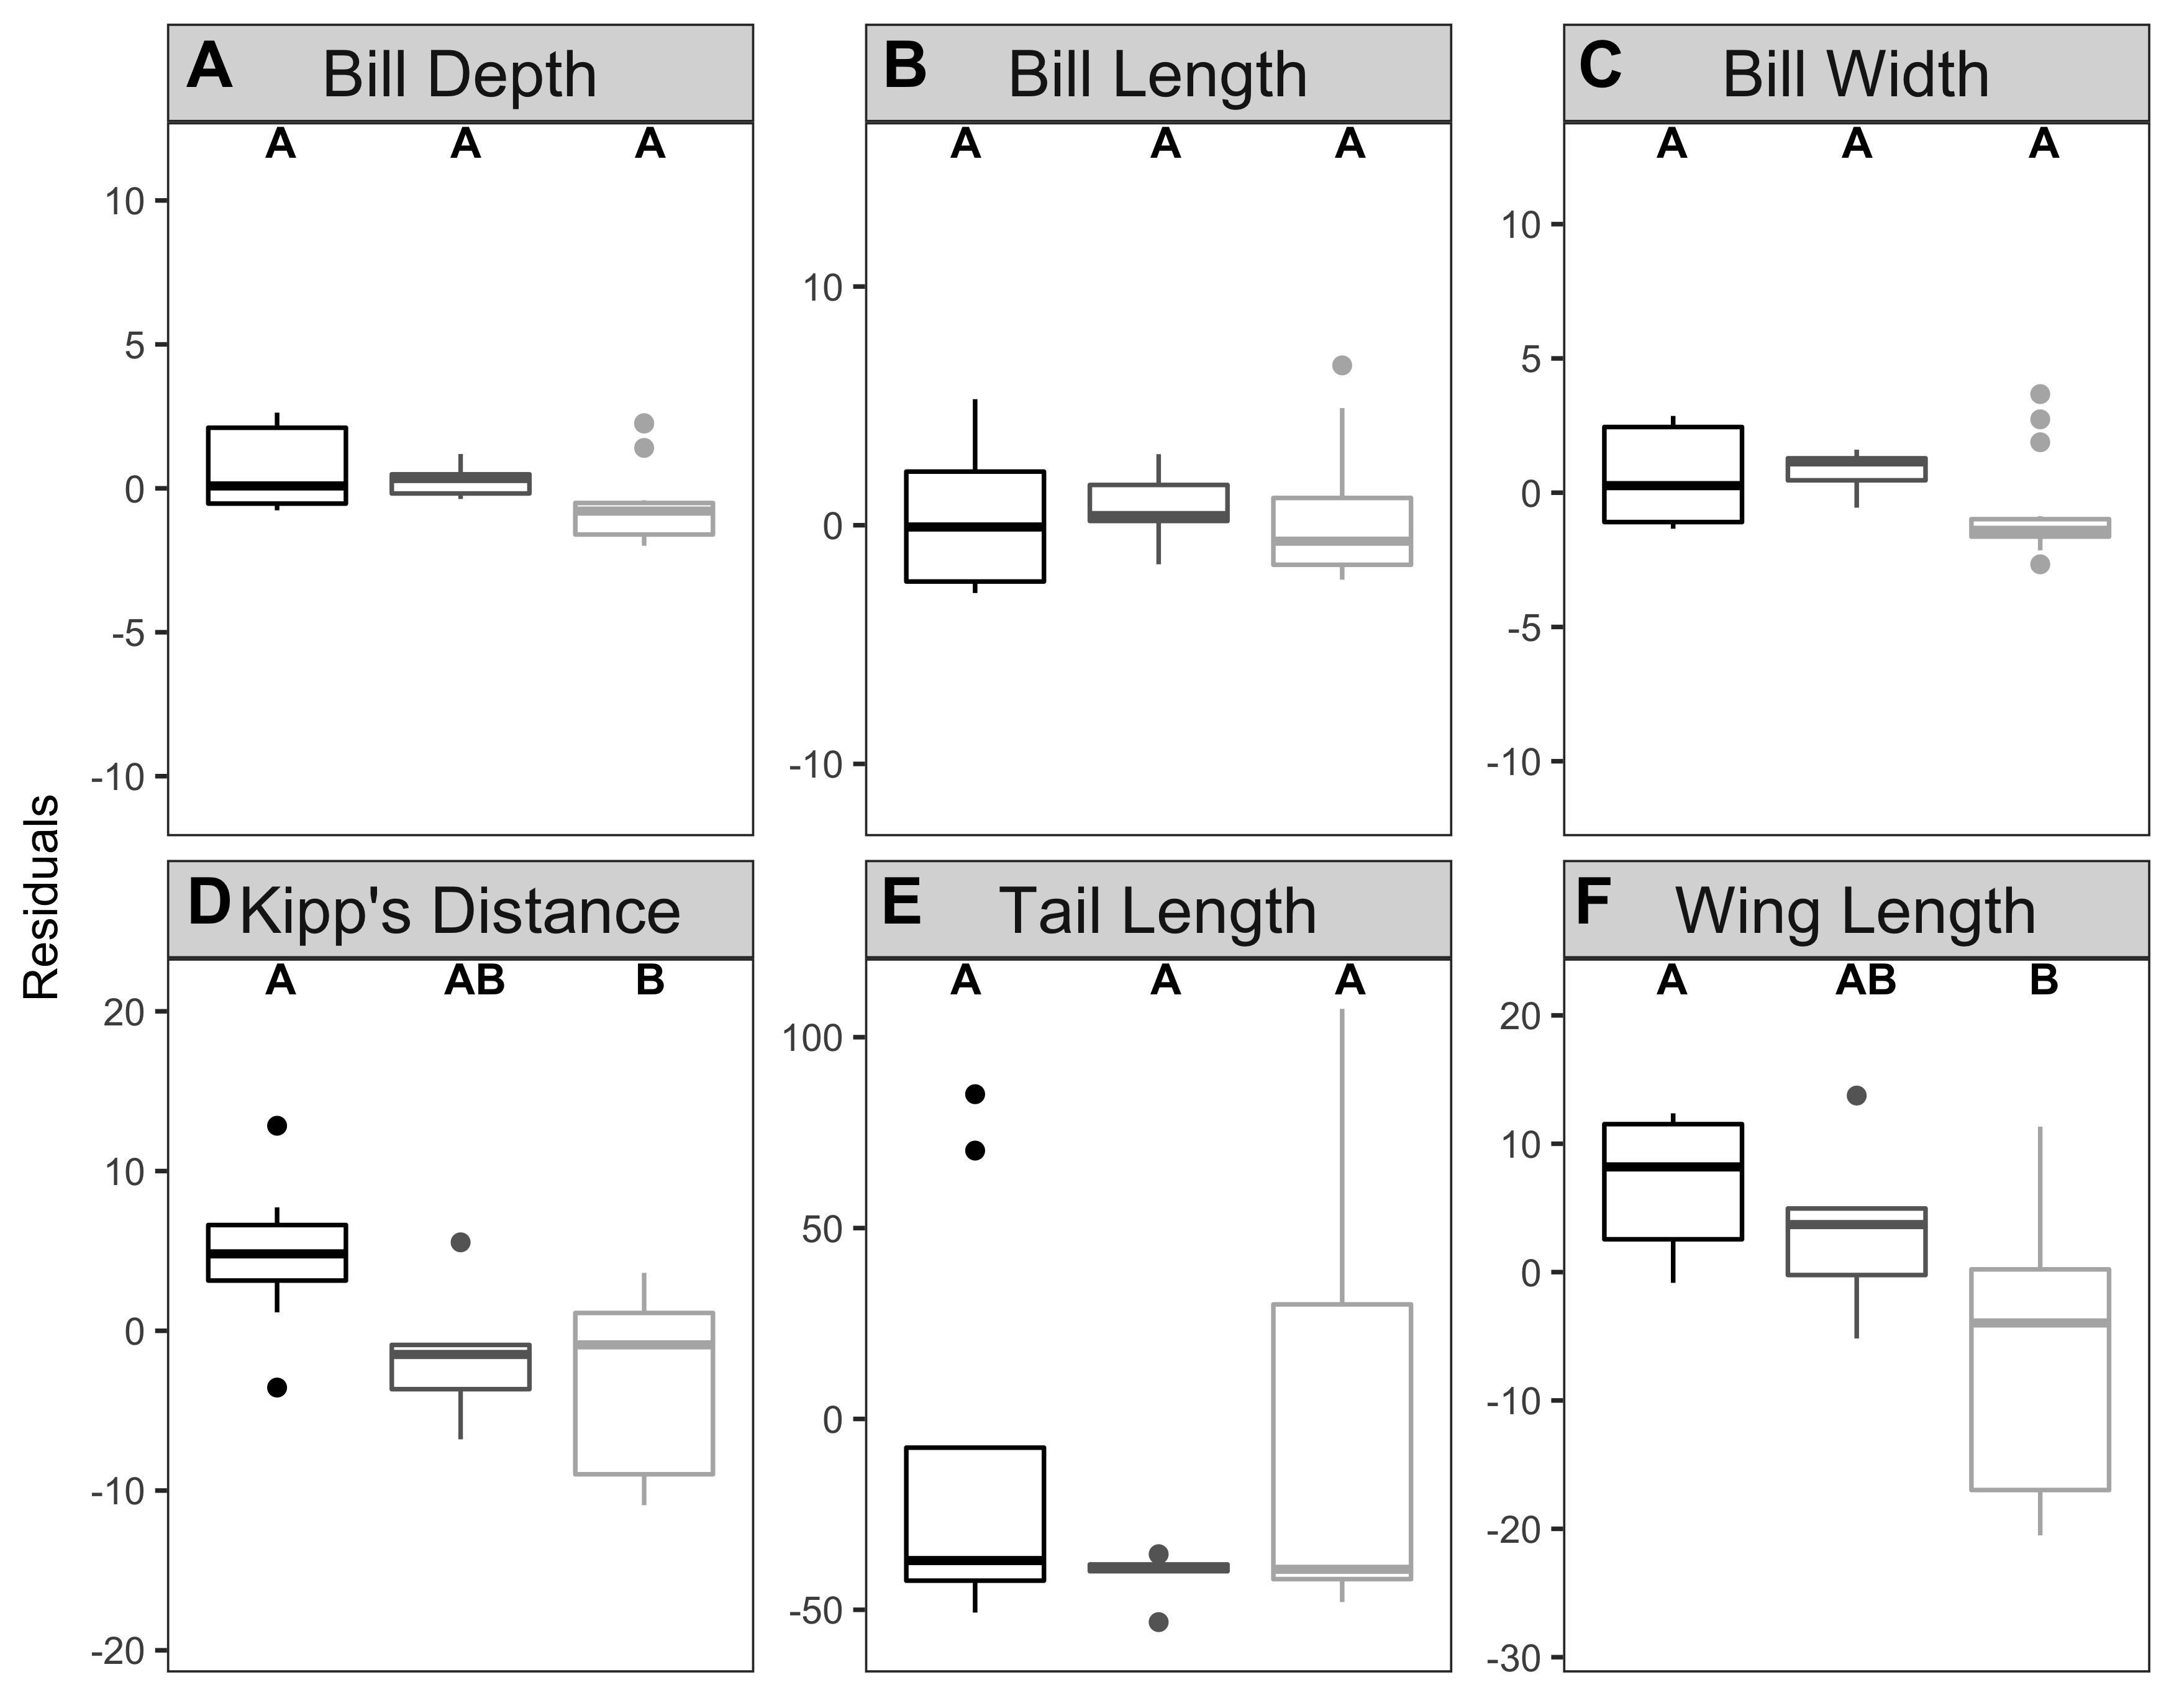 A Bill Depth
A A A
10
5
0
-5
-10
B Bill Length
A A A
10
0
-10
C Bill Width
A A A
10
5
0
-5
-10
Residuals
D Kipp's Distance
A AB B
20
10
0
-10
-20
E Tail Length
A A A
100
50
0
-50
F Wing Length
A AB B
20
10
0
-10
-20
-30